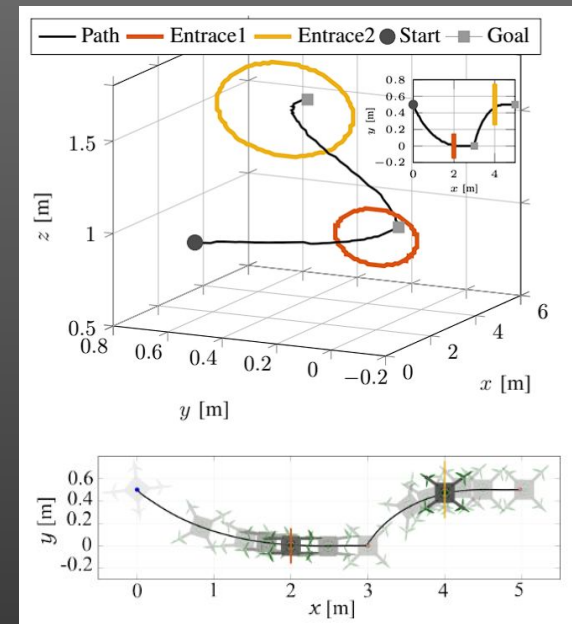 Path Entrace1 Entrace2 Start Goal
0.8
0.6
0.4
0.2
0
−0.2
y [m]
0 2 4
x [m]
1.5
1
0.5
z [m]
0.8 0.6 0.4 0.2 0 −0.2
y [m]
0 2 4 6
x [m]
0.6
0.4
0.2
0
-0.2
y [m]
0 1 2 3 4 5
x [m]